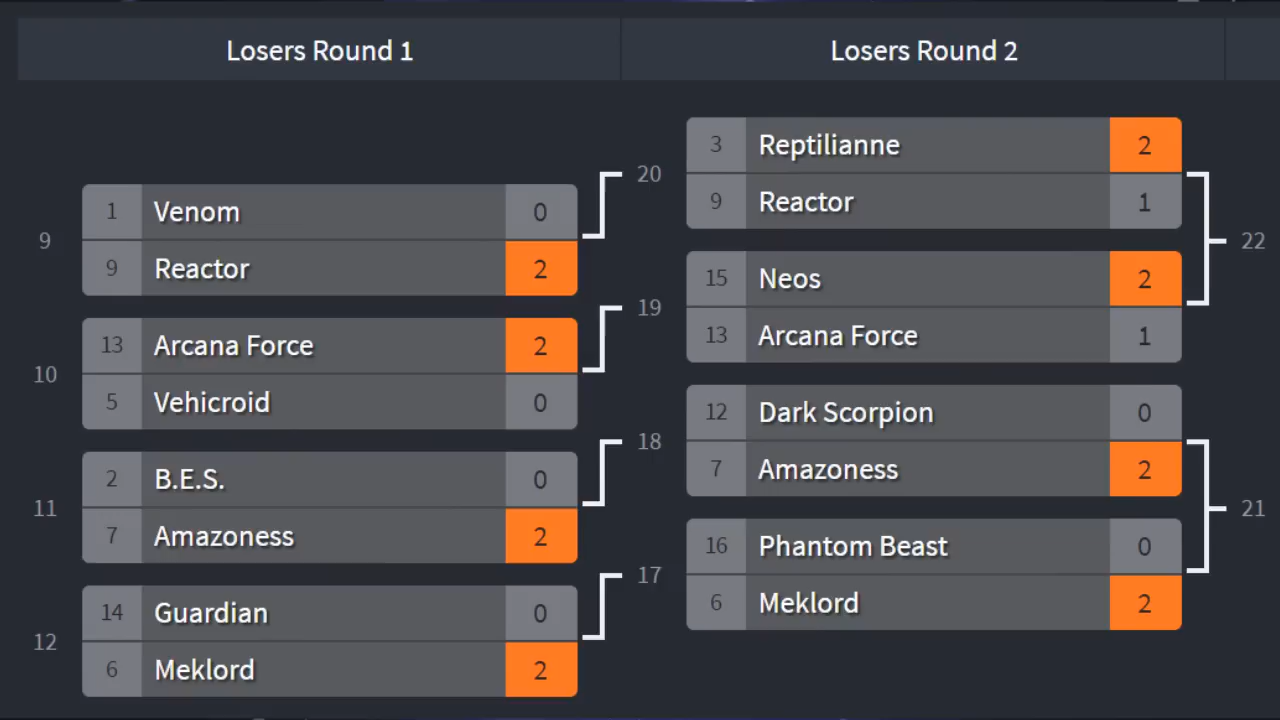 Losers Round 1
Losers Round 2
9
1 Venom 0
9 Reactor 2
10
13 Arcana Force 2
5 Vehicroid 0
11
2 B.E.S. 0
7 Amazoness 2
12
14 Guardian 0
6 Meklord 2
20
3 Reptilianne 2
9 Reactor 1
19
15 Neos 2
13 Arcana Force 1
18
12 Dark Scorpion 0
7 Amazoness 2
17
16 Phantom Beast 0
6 Meklord 2
22
21